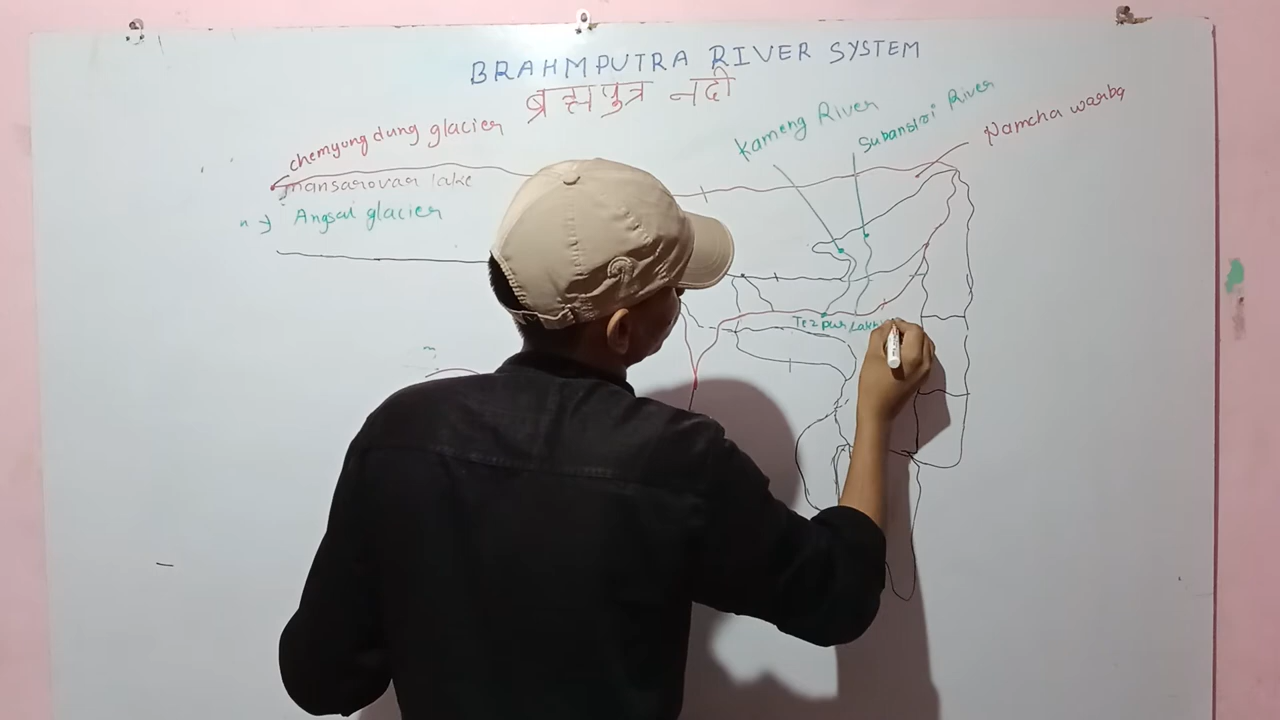 BRAHMPUTRA RIVER SYSTEM
ब्रह्मपुत्र नदी
chemyungdung glacier
mansarovar lake
Angsai glacier
Kameng River
Subansiri River
Namcha warba
Tezpur